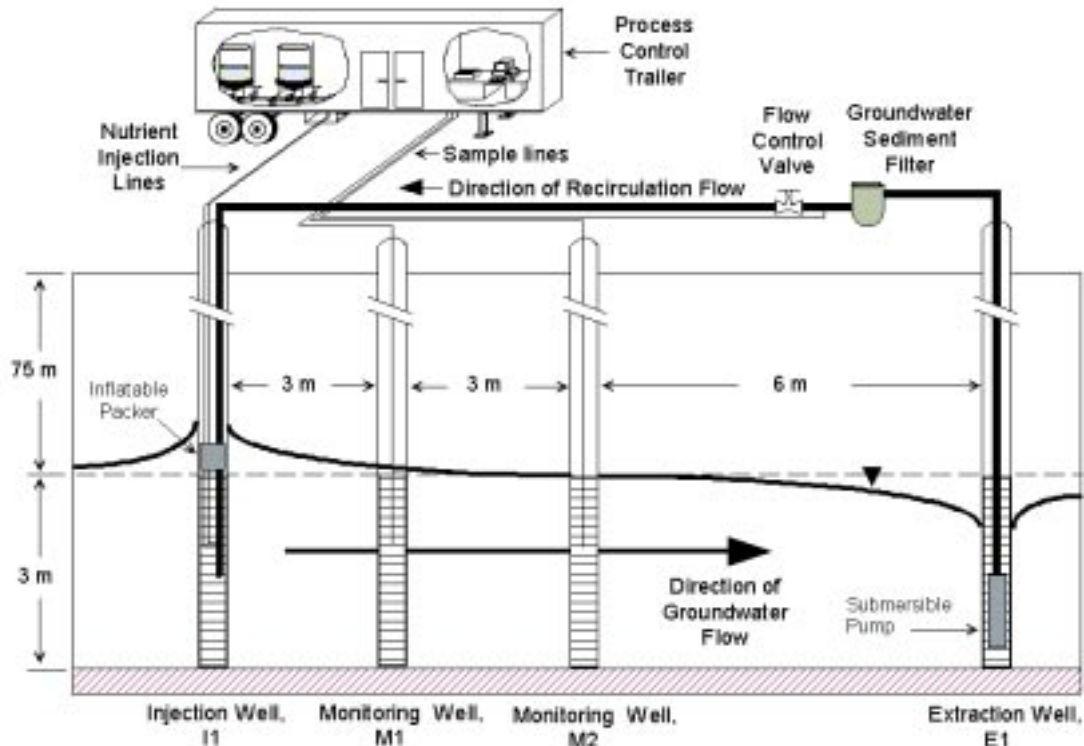 Process
Control
Trailer
Nutrient
Injection
Lines
Sample lines
Flow
Control
Valve
Groundwater
Sediment
Filter
Direction of Recirculation Flow
75 m
Inflatable
Packer
3 m
3 m
6 m
3 m
Direction of
Groundwater
Flow
Submersible
Pump
Injection Well,
I1
Monitoring Well,
M1
Monitoring Well,
M2
Extraction Well,
E1